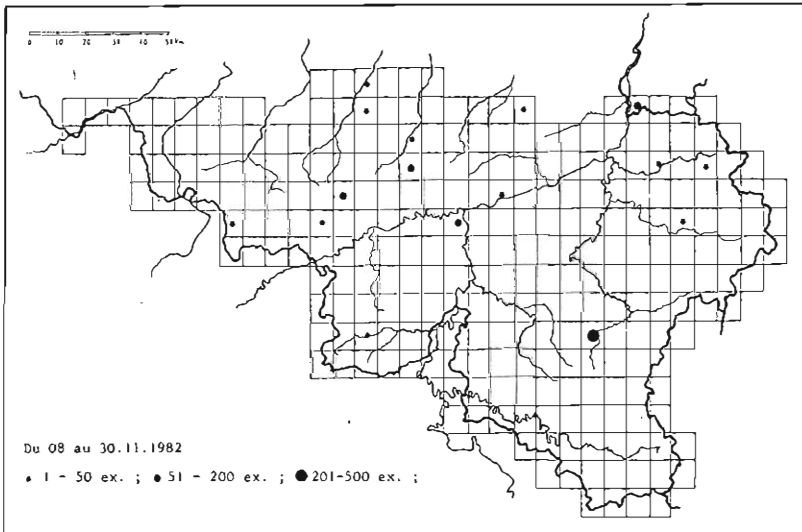 0 10 20 30 40 50 km
Du 08 au 30.11.1982
1 - 50 ex. ; 51 - 200 ex. ; 201-500 ex. ;